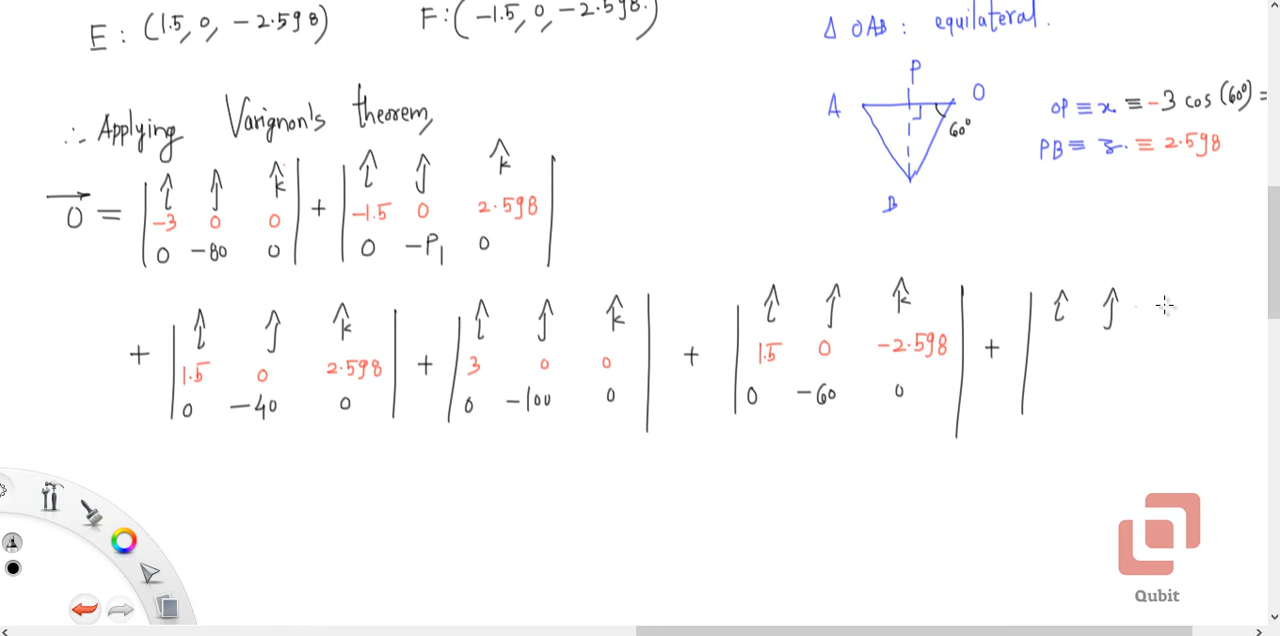 E : (1.5, 0, -2.598)
F : (-1.5, 0, -2.598)
Δ OAB : equilateral.
P
A
O
60°
B
OP ≡ x ≡ -3 cos(60°) =
PB ≡ z. ≡ 2.598
∴ Applying Varignon's theorem,
0 = | î ĵ k̂ | + | î ĵ k̂ |
-3 0 0 -1.5 0 2.598
0 -80 0 0 -P₁ 0
+ | î ĵ k̂ | + | î ĵ k̂ | + | î ĵ k̂ | + | î ĵ
1.5 0 2.598 3 0 0 1.5 0 -2.598
0 -40 0 0 -100 0 0 -60 0
Qubit